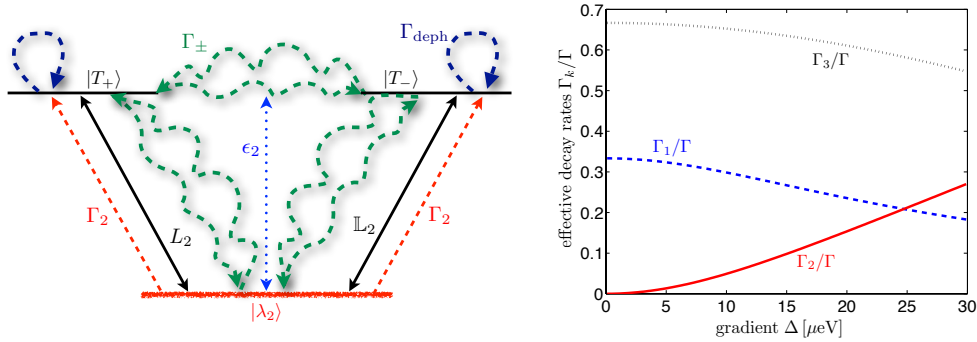 Γ±
Γdeph
|T₊⟩
|T₋⟩
ϵ₂
Γ₂
L₂
𝕃₂
Γ₂
|λ₂⟩
effective decay rates Γₖ/Γ
0.7
0.6
0.5
0.4
0.3
0.2
0.1
0
Γ₃/Γ
Γ₁/Γ
Γ₂/Γ
0 5 10 15 20 25 30
gradient Δ [μeV]